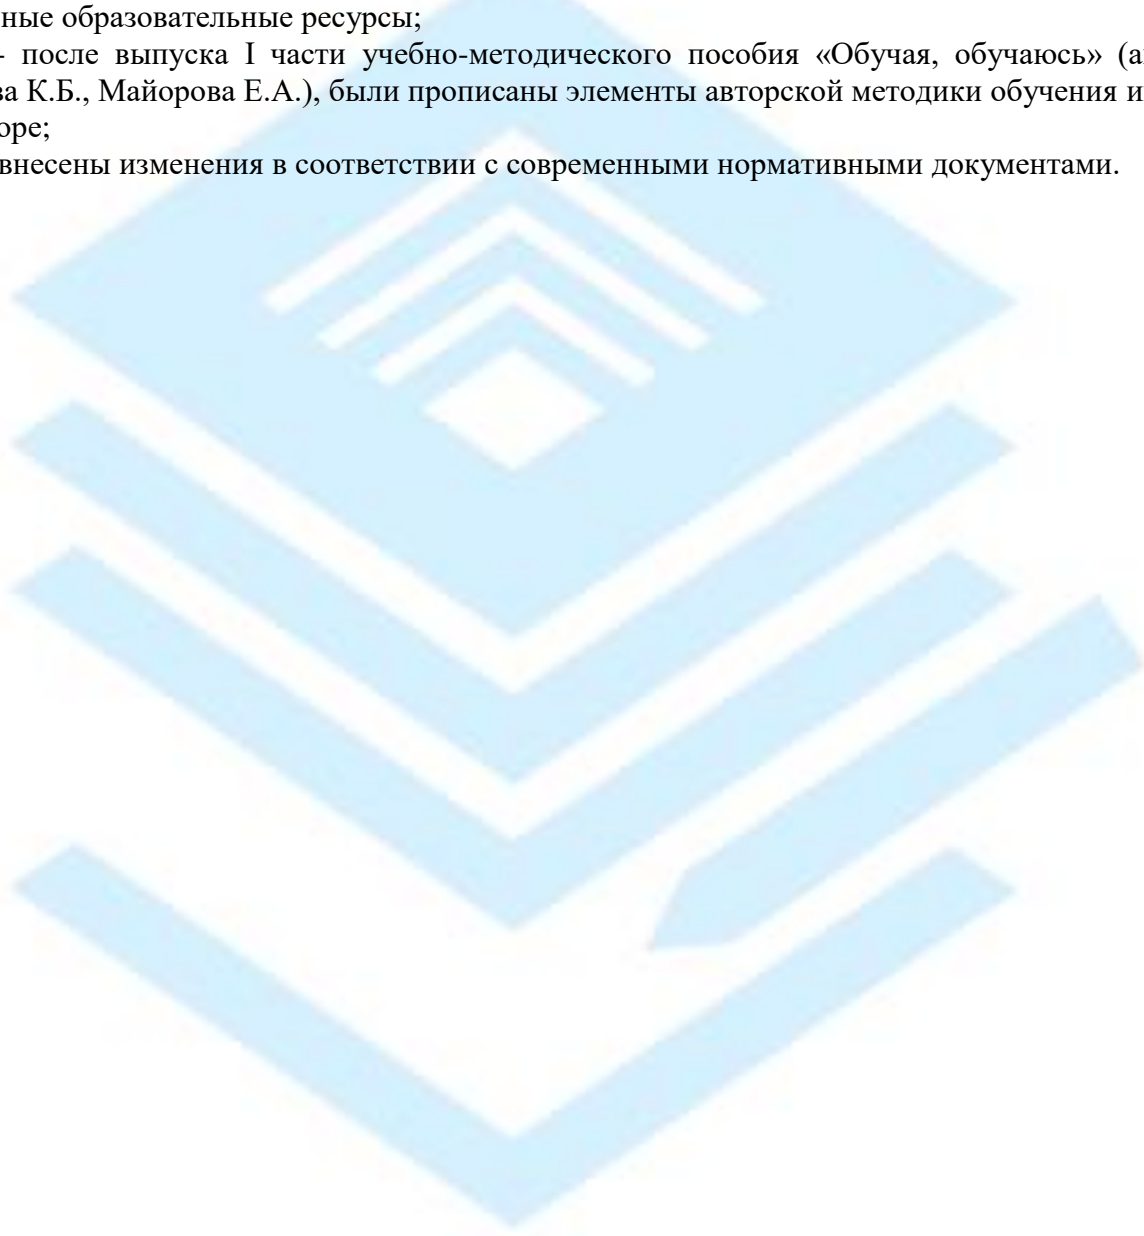 ные образовательные ресурсы;
- после выпуска I части учебно-методического пособия «Обучая, обучаюсь» (а
ва К.Б., Майорова Е.А.), были прописаны элементы авторской методики обучения и
оре;
внесены изменения в соответствии с современными нормативными документами.